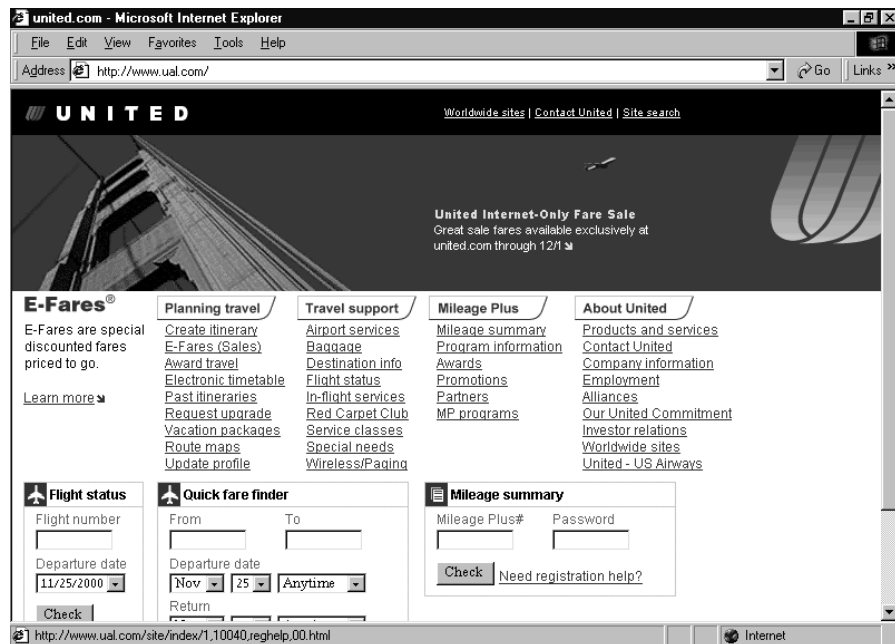 united.com - Microsoft Internet Explorer
File Edit View Favorites Tools Help
Address http://www.ual.com/ Go Links »
UNITED
Worldwide sites | Contact United | Site search
United Internet-Only Fare Sale
Great sale fares available exclusively at
united.com through 12/1
E-Fares®
E-Fares are special
discounted fares
priced to go.
Learn more
Planning travel
Create itinerary
E-Fares (Sales)
Award travel
Electronic timetable
Past itineraries
Request upgrade
Vacation packages
Route maps
Update profile
Travel support
Airport services
Baggage
Destination info
Flight status
In-flight services
Red Carpet Club
Service classes
Special needs
Wireless/Paging
Mileage Plus
Mileage summary
Program information
Awards
Promotions
Partners
MP programs
About United
Products and services
Contact United
Company information
Employment
Alliances
Our United Commitment
Investor relations
Worldwide sites
United - US Airways
Flight status
Flight number
Departure date
11/25/2000
Check
Quick fare finder
From To
Departure date
Nov 25 Anytime
Return
Mileage summary
Mileage Plus# Password
Check Need registration help?
http://www.ual.com/site/index/1,10040,reghelp,00.html Internet